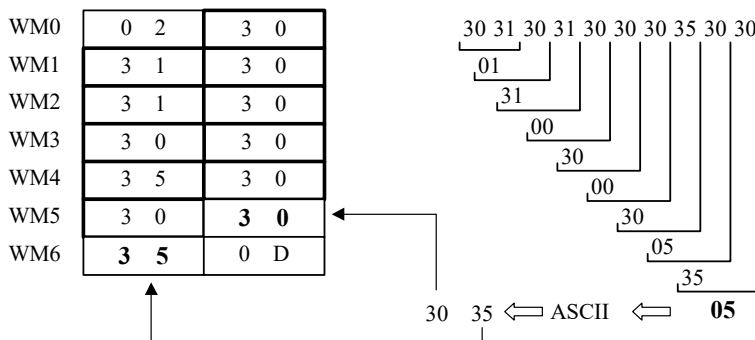 WM0 0 2 3 0 30 31 30 31 30 30 30 35 30 30
WM1 3 1 3 0 01
WM2 3 1 3 0 31
WM3 3 0 3 0 00
WM4 3 5 3 0 30
00
WM5 3 0 3 0 30
WM6 3 5 0 D 05
35
30 35 ASCII 05